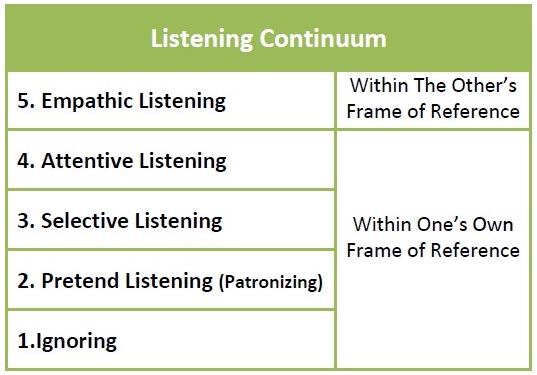 Listening Continuum
5. Empathic Listening
Within The Other's
Frame of Reference
4. Attentive Listening
3. Selective Listening
Within One's Own
Frame of Reference
2. Pretend Listening (Patronizing)
1.Ignoring